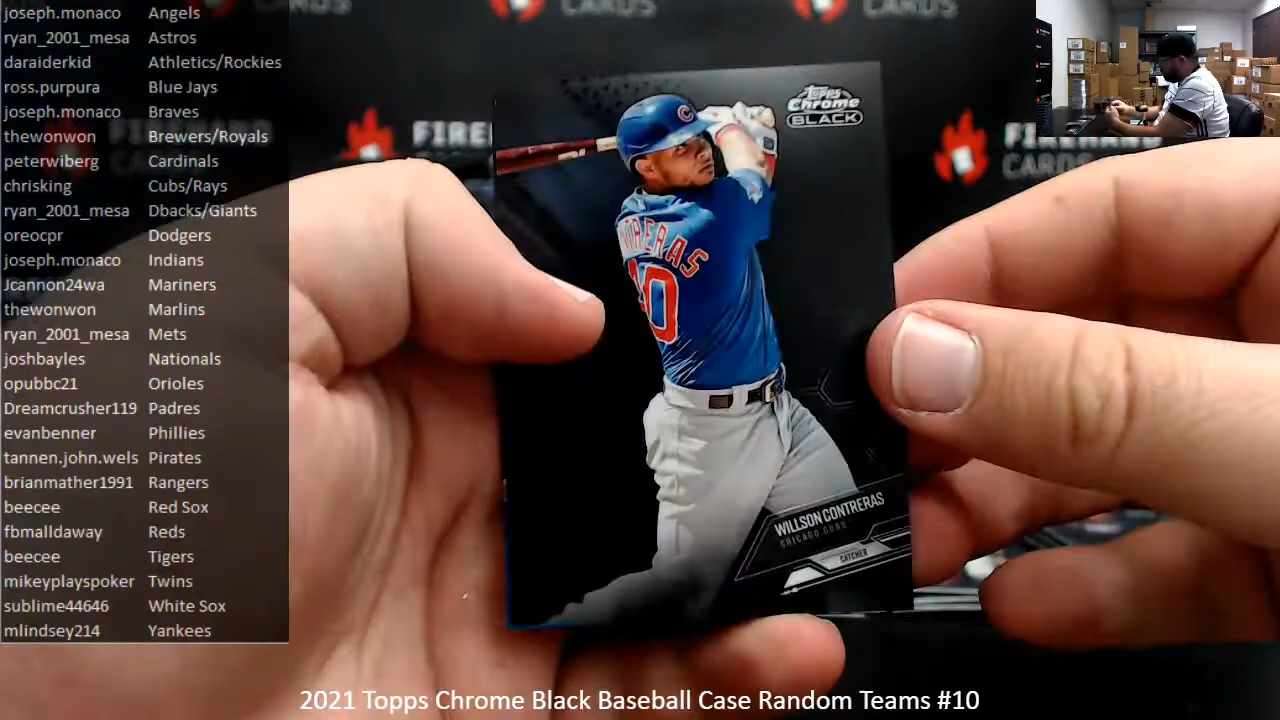 joseph.monaco Angels
ryan_2001_mesa Astros
daraiderkid Athletics/Rockies
ross.purpura Blue Jays
joseph.monaco Braves
thewonwon Brewers/Royals
peterwiberg Cardinals
chrisking Cubs/Rays
ryan_2001_mesa Dbacks/Giants
oreocpr Dodgers
joseph.monaco Indians
Jcannon24wa Mariners
thewonwon Marlins
ryan_2001_mesa Mets
joshbayles Nationals
opubbc21 Orioles
Dreamcrusher119 Padres
evanbenner Phillies
tannen.john.wels Pirates
brianmather1991 Rangers
beecee Red Sox
fbmalldaway Reds
beecee Tigers
mikeyplayspoker Twins
sublime44646 White Sox
mlindsey214 Yankees
CARDS
CARDS
FIREHAND
CARDS
Topps
Chrome
BLACK
C
WILLSON CONTRERAS
CHICAGO CUBS
CATCHER
2021 Topps Chrome Black Baseball Case Random Teams #10